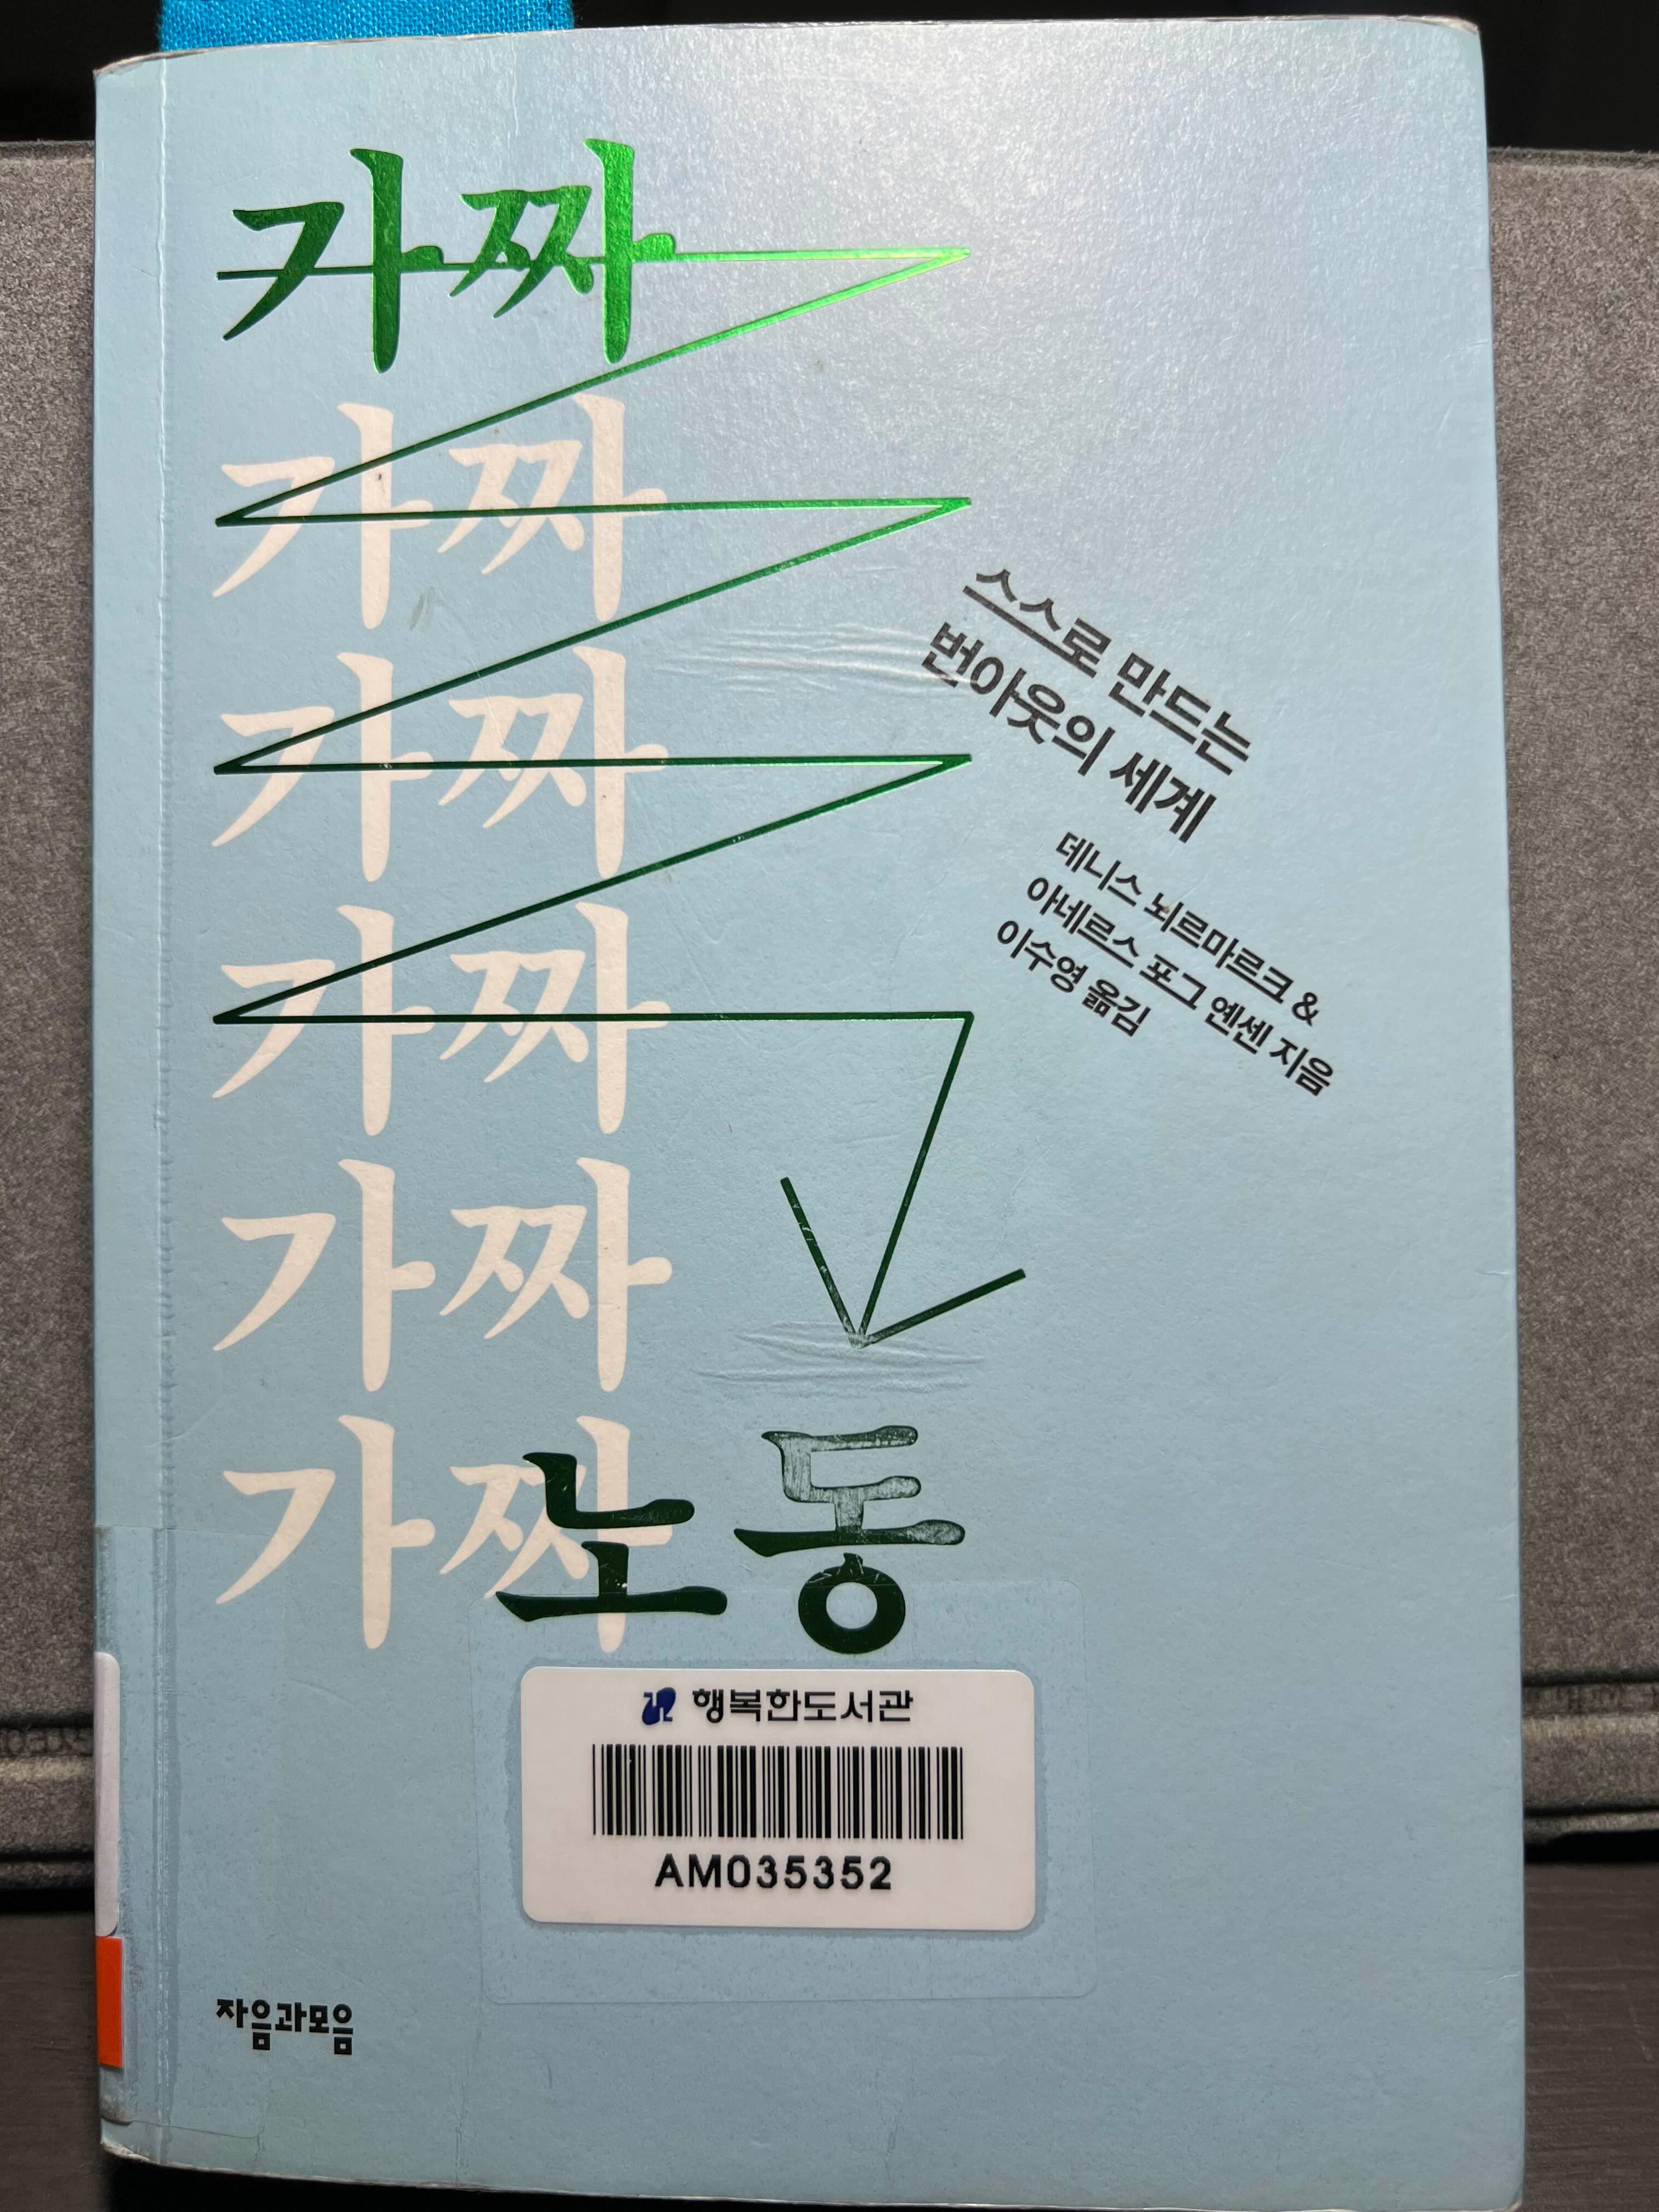 가짜
가짜
가짜
가짜
가짜
가짜
노동
스스로 만드는
번아웃의 세계
데니스 뇌르마르크 &
아네르스 포그 옌센 지음
이수영 옮김
행복한도서관
AM035352
자음과모음